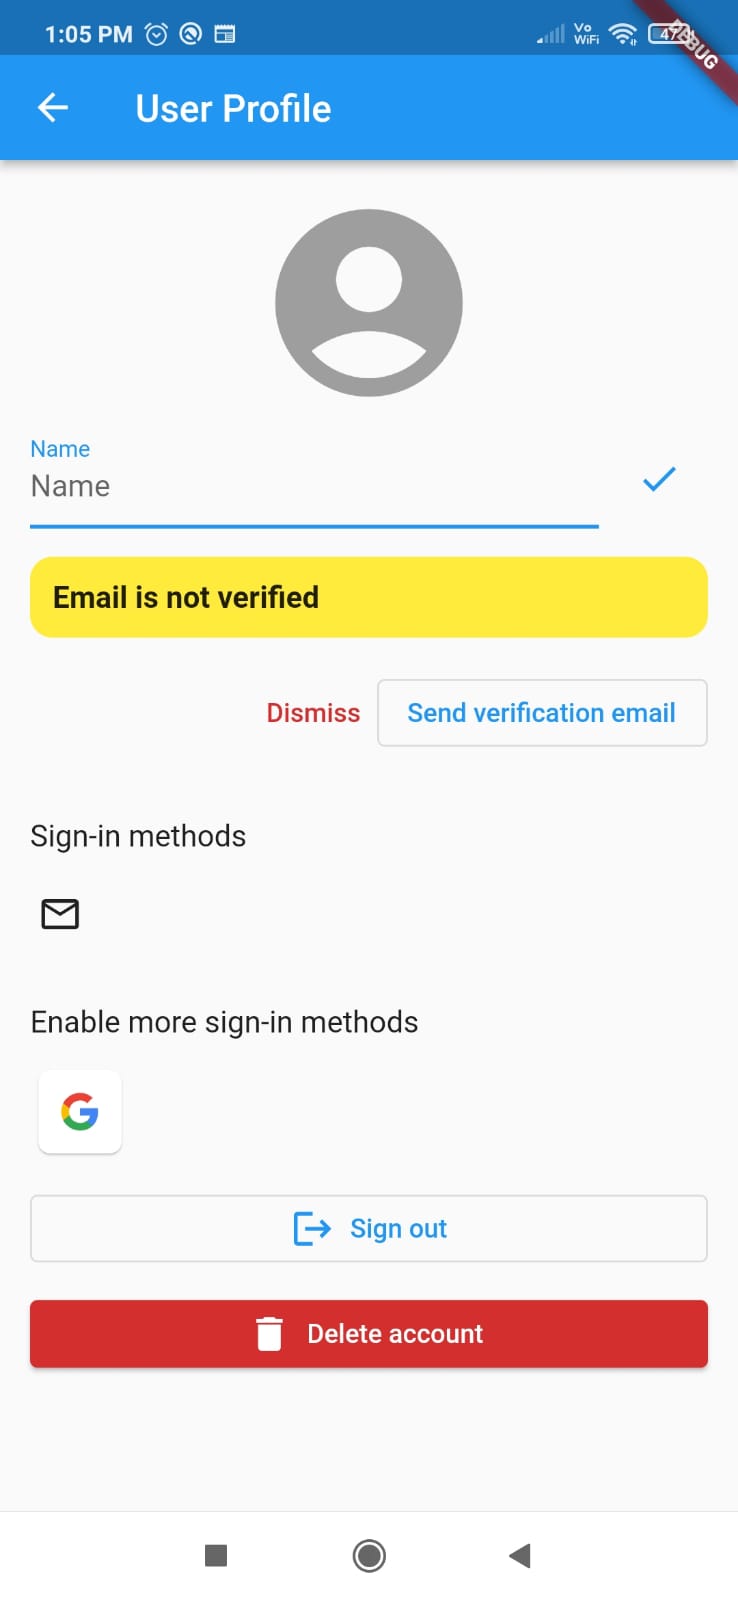 1:05 PM
Vo
WiFi
47
DEBUG
User Profile
Name
Name
Email is not verified
Dismiss
Send verification email
Sign-in methods
Enable more sign-in methods
Sign out
Delete account